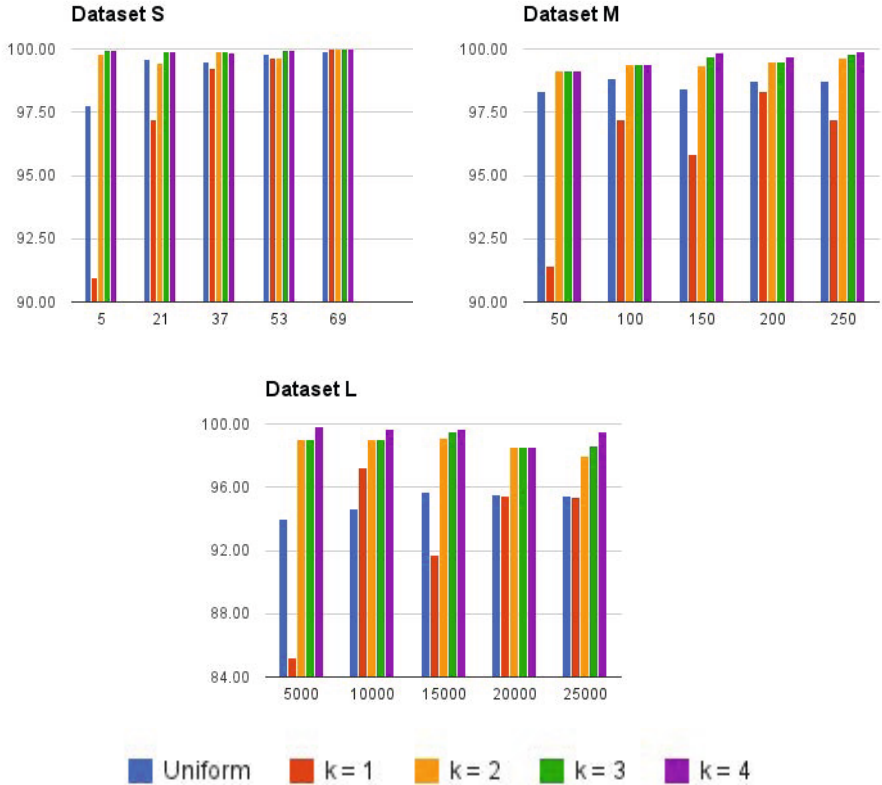 Dataset S
100.00
97.50
95.00
92.50
90.00
5 21 37 53 69
Dataset M
100.00
97.50
95.00
92.50
90.00
50 100 150 200 250
Dataset L
100.00
96.00
92.00
88.00
84.00
5000 10000 15000 20000 25000
Uniform k = 1 k = 2 k = 3 k = 4